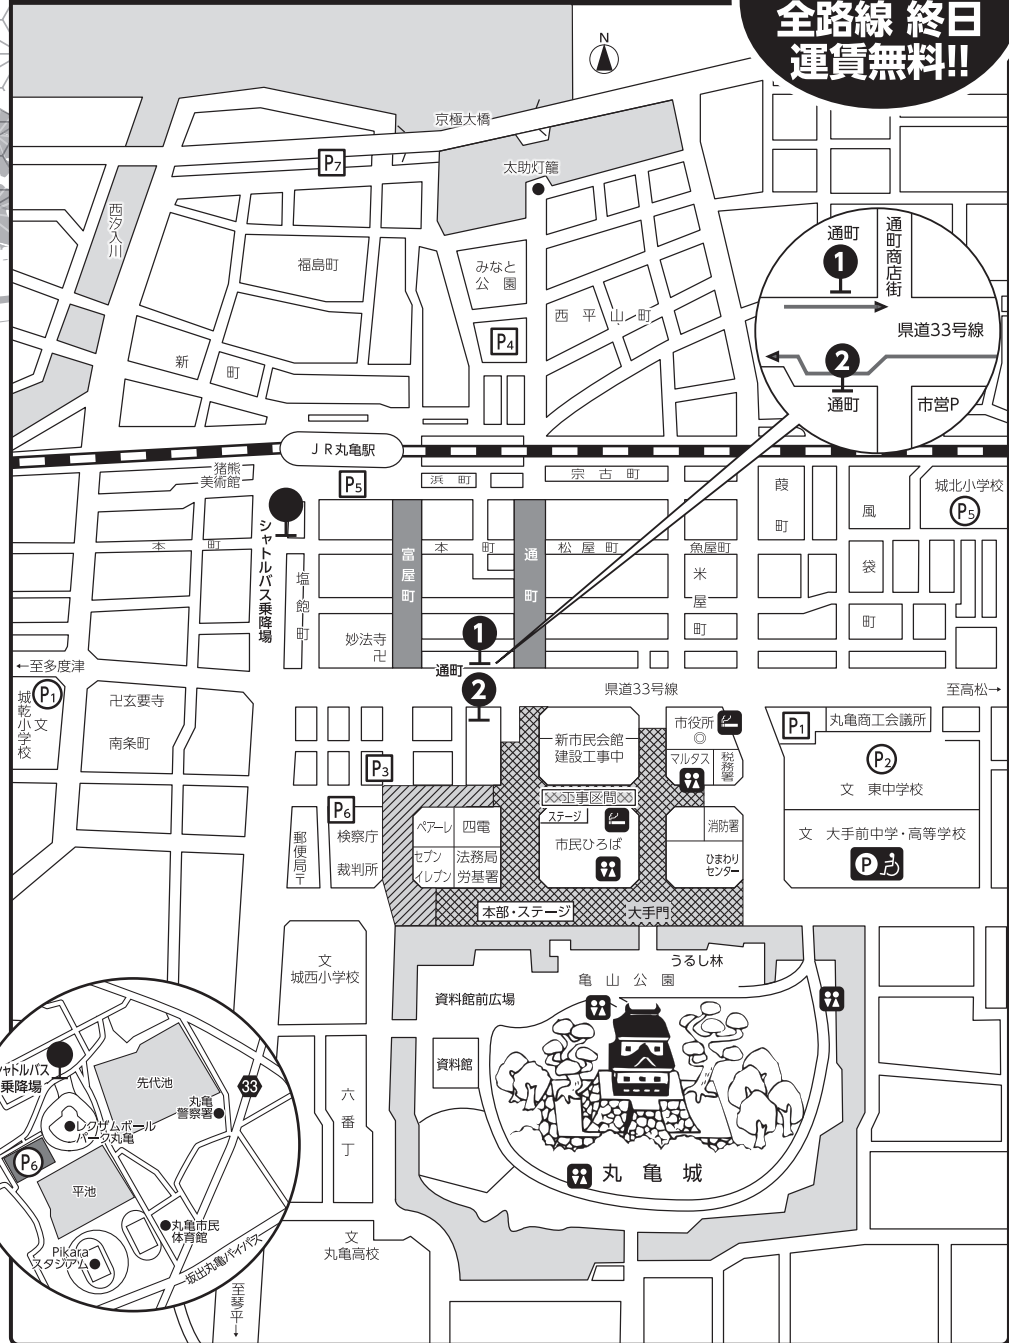 全路線 終日
運賃無料!!
N
京極大橋
P7
太助灯籠
西汐入川
福島町
みなと
公園
P4
西平山町
新町
通町
1
通町商店街
県道33号線
2
通町
市営P
JR丸亀駅
猪熊
美術館
P5
浜町
宗古町
葭町
風袋町
城北小学校
P5
シャトルバス乗降場
本町
塩飽町
富屋町
本町
通町
松屋町
魚屋町
米屋町
妙法寺
卍
通町
1
2
←至多度津
P1
城乾小学校
文
卍玄要寺
南条町
県道33号線
至高松→
新市民会館
建設工事中
市役所
◎
マルタス
税務署
P1
丸亀商工会議所
P2
文 東中学校
文 大手前中学・高等学校
P
P3
P6
検察庁
裁判所
郵便局〒
ペアーレ
四電
セブン
イレブン
法務局
労基署
工事区間
ステージ
市民ひろば
消防署
ひまわり
センター
本部・ステージ
大手門
うるし林
亀山公園
文
城西小学校
資料館前広場
資料館
六番丁
丸亀城
文
丸亀高校
シャトルバス
乗降場
先代池
33
丸亀
警察署
レクザムボール
パーク丸亀
P6
平池
丸亀市民
体育館
Pikara
スタジアム
坂出丸亀バイパス
至琴平→